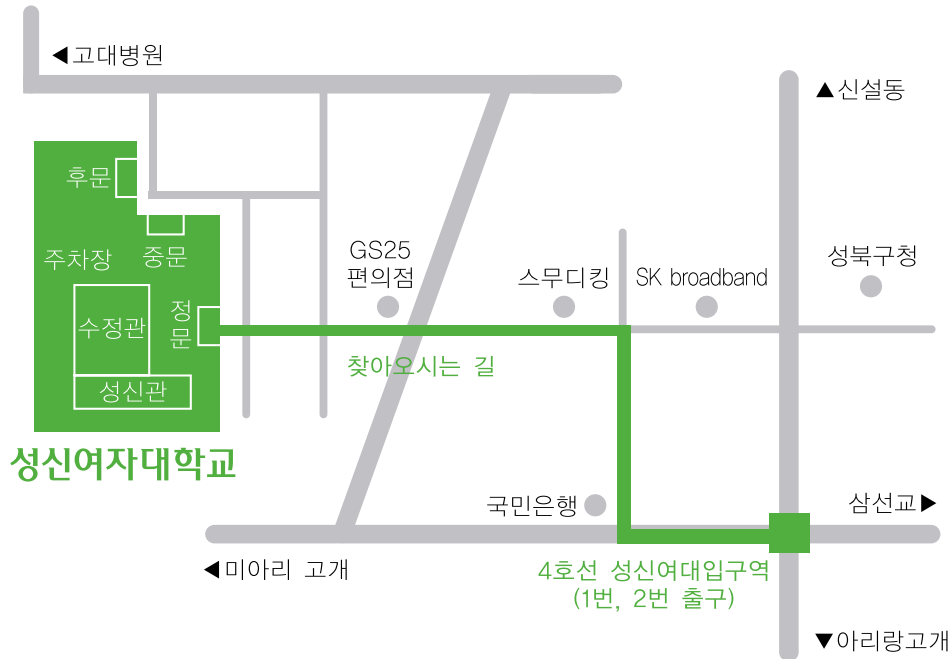 ◀고대병원
▲신설동
후문
주차장
중문
GS25
편의점
스무디킹
SK broadband
성북구청
정
문
수정관
찾아오시는 길
성신관
성신여자대학교
국민은행
삼선교▶
◀미아리 고개
4호선 성신여대입구역
(1번, 2번 출구)
▼아리랑고개